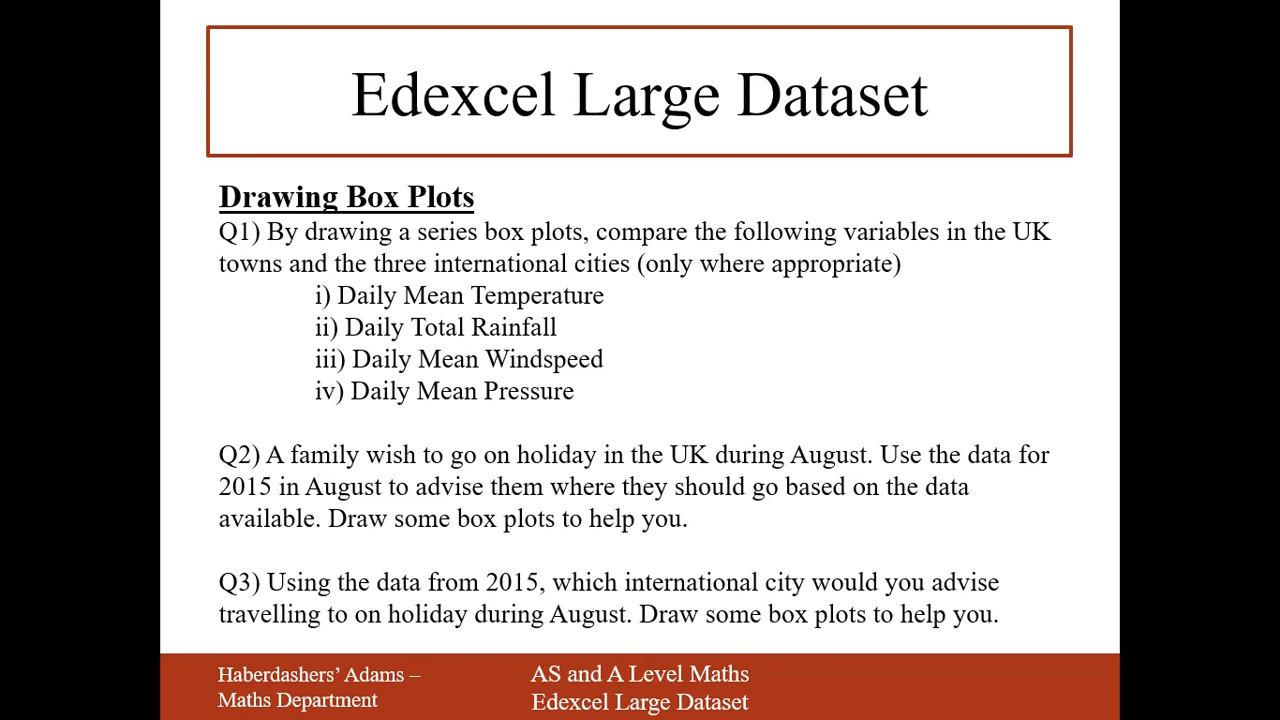 Edexcel Large Dataset
Drawing Box Plots
Q1) By drawing a series box plots, compare the following variables in the UK
towns and the three international cities (only where appropriate)
i) Daily Mean Temperature
ii) Daily Total Rainfall
iii) Daily Mean Windspeed
iv) Daily Mean Pressure
Q2) A family wish to go on holiday in the UK during August. Use the data for
2015 in August to advise them where they should go based on the data
available. Draw some box plots to help you.
Q3) Using the data from 2015, which international city would you advise
travelling to on holiday during August. Draw some box plots to help you.
Haberdashers’ Adams –
Maths Department
AS and A Level Maths
Edexcel Large Dataset